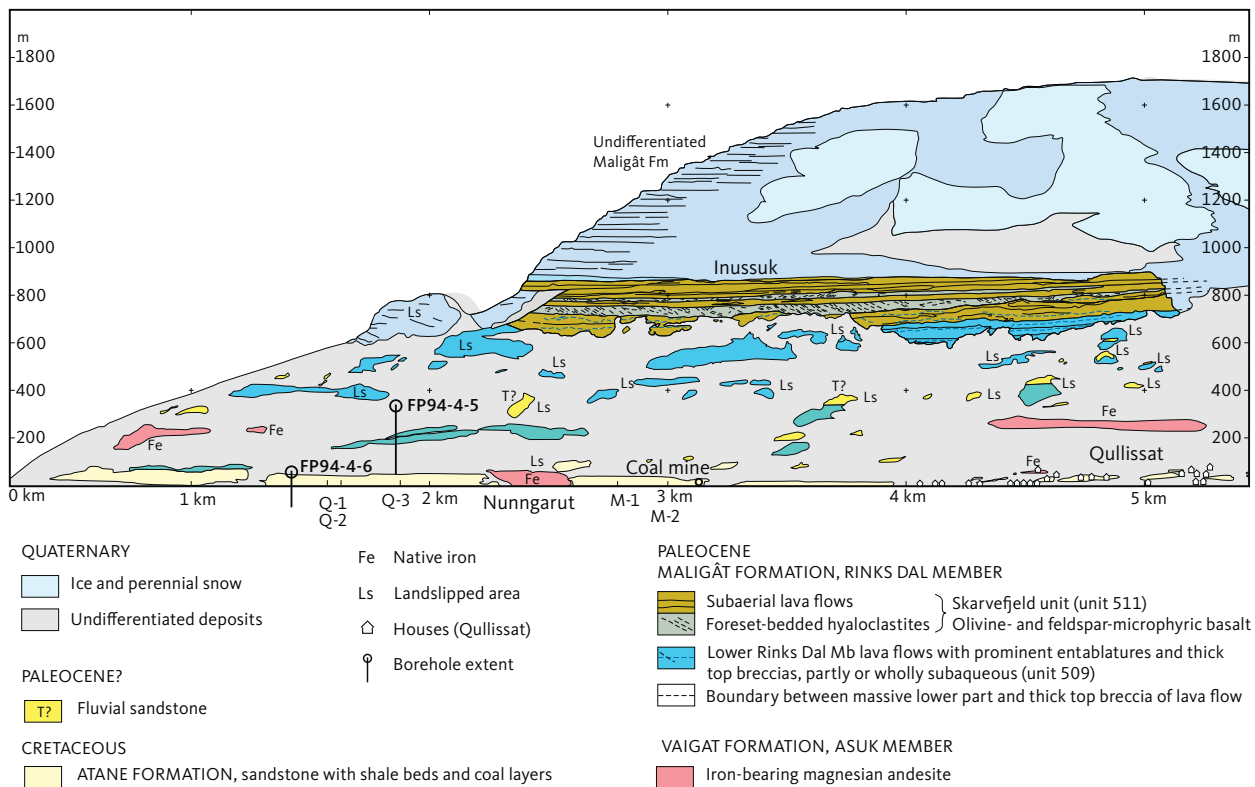 m
m
1800
1800
1600
1600
Undifferentiated
Maligât Fm
1400
1400
1200
1200
1000
1000
Inussuk
800
800
Ls
600
600
Ls
Ls
Ls
Ls
Ls
Ls
Ls
400
400
Ls
Ls
Ls
Ls
T?
Ls
T?
Ls
Ls
Ls
FP94-4-5
Fe
Fe
Fe
200
200
Qullissat
FP94-4-6
Ls
Coal mine
Fe
Fe
0 km
1 km
2 km
3 km
4 km
5 km
Q-1
Q-2
Q-3
Nunngarut
M-1
M-2
QUATERNARY
Ice and perennial snow
Undifferentiated deposits
PALEOCENE?
T? Fluvial sandstone
CRETACEOUS
ATANE FORMATION, sandstone with shale beds and coal layers
Fe Native iron
Ls Landslipped area
Houses (Qullissat)
Borehole extent
PALEOCENE
MALIGÂT FORMATION, RINKS DAL MEMBER
Subaerial lava flows
Foreset-bedded hyaloclastites
Skarvefjeld unit (unit 511)
Olivine- and feldspar-microphyric basalt
Lower Rinks Dal Mb lava flows with prominent entablatures and thick
top breccias, partly or wholly subaqueous (unit 509)
Boundary between massive lower part and thick top breccia of lava flow
VAIGAT FORMATION, ASUK MEMBER
Iron-bearing magnesian andesite